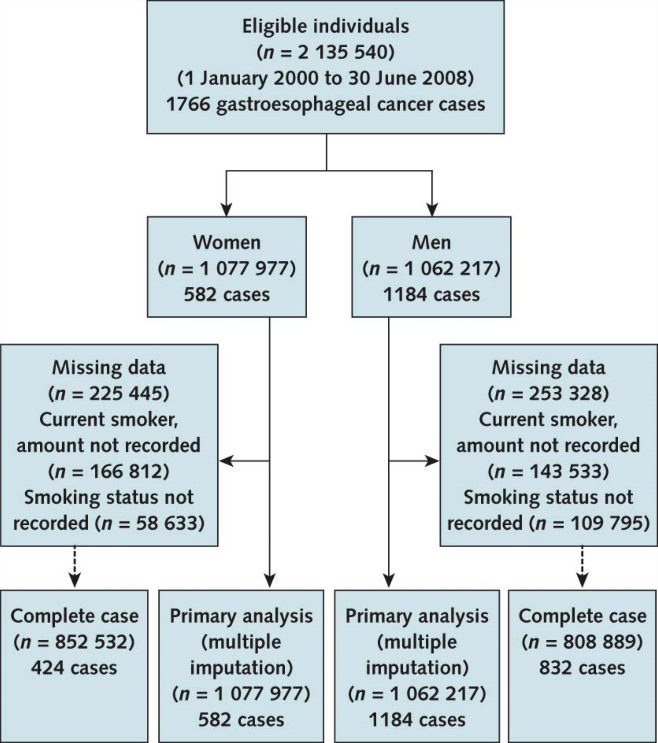 Eligible individuals
(n = 2 135 540)
(1 January 2000 to 30 June 2008)
1766 gastroesophageal cancer cases
Women
(n = 1 077 977)
582 cases
Men
(n = 1 062 217)
1184 cases
Missing data
(n = 225 445)
Current smoker,
amount not recorded
(n = 166 812)
Smoking status not
recorded (n = 58 633)
Missing data
(n = 253 328)
Current smoker,
amount not recorded
(n = 143 533)
Smoking status not
recorded (n = 109 795)
Complete case
(n = 852 532)
424 cases
Primary analysis
(multiple
imputation)
(n = 1 077 977)
582 cases
Primary analysis
(multiple
imputation)
(n = 1 062 217)
1184 cases
Complete case
(n = 808 889)
832 cases